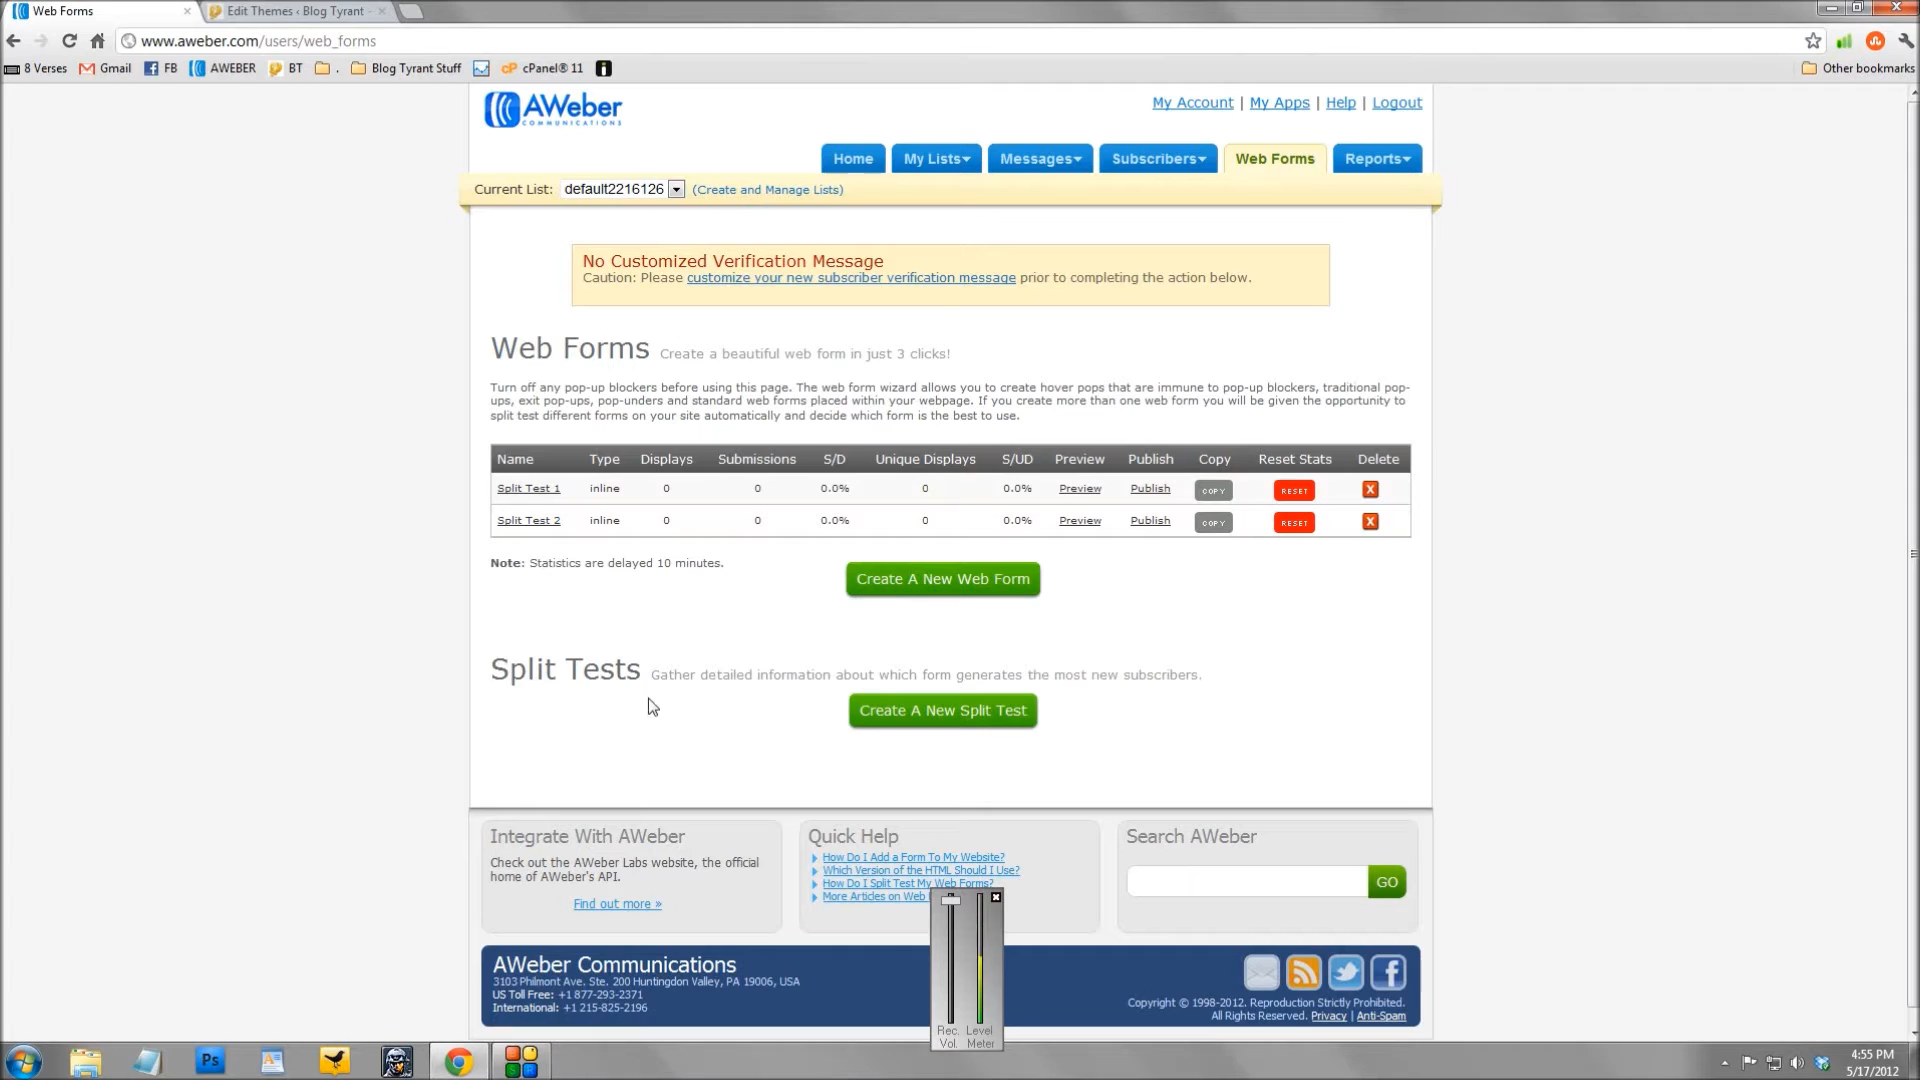 Web Forms
Edit Themes ‹ Blog Tyrant -
www.aweber.com/users/web_forms
8 Verses
Gmail
FB
AWEBER
BT
.
Blog Tyrant Stuff
cP cPanel® 11
Other bookmarks
AWeber
COMMUNICATIONS
My Account | My Apps | Help | Logout
Home
My Lists
Messages
Subscribers
Web Forms
Reports
Current List: default2216126 (Create and Manage Lists)
No Customized Verification Message
Caution: Please customize your new subscriber verification message prior to completing the action below.
Web Forms Create a beautiful web form in just 3 clicks!
Turn off any pop-up blockers before using this page. The web form wizard allows you to create hover pops that are immune to pop-up blockers, traditional pop-
ups, exit pop-ups, pop-unders and standard web forms placed within your webpage. If you create more than one web form you will be given the opportunity to
split test different forms on your site automatically and decide which form is the best to use.
Name Type Displays Submissions S/D Unique Displays S/UD Preview Publish Copy Reset Stats Delete
Split Test 1 inline 0 0 0.0% 0 0.0% Preview Publish COPY RESET X
Split Test 2 inline 0 0 0.0% 0 0.0% Preview Publish COPY RESET X
Note: Statistics are delayed 10 minutes.
Create A New Web Form
Split Tests Gather detailed information about which form generates the most new subscribers.
Create A New Split Test
Integrate With AWeber
Check out the AWeber Labs website, the official
home of AWeber's API.
Find out more »
Quick Help
How Do I Add a Form To My Website?
Which Version of the HTML Should I Use?
How Do I Split Test My Web Forms?
More Articles on Web
Search AWeber
GO
Rec. Level
Vol. Meter
AWeber Communications
3103 Philmont Ave. Ste. 200 Huntingdon Valley, PA 19006, USA
US Toll Free: +1 877-293-2371
International: +1 215-825-2196
Copyright © 1998-2012. Reproduction Strictly Prohibited.
All Rights Reserved. Privacy | Anti-Spam
Ps
4:55 PM
5/17/2012